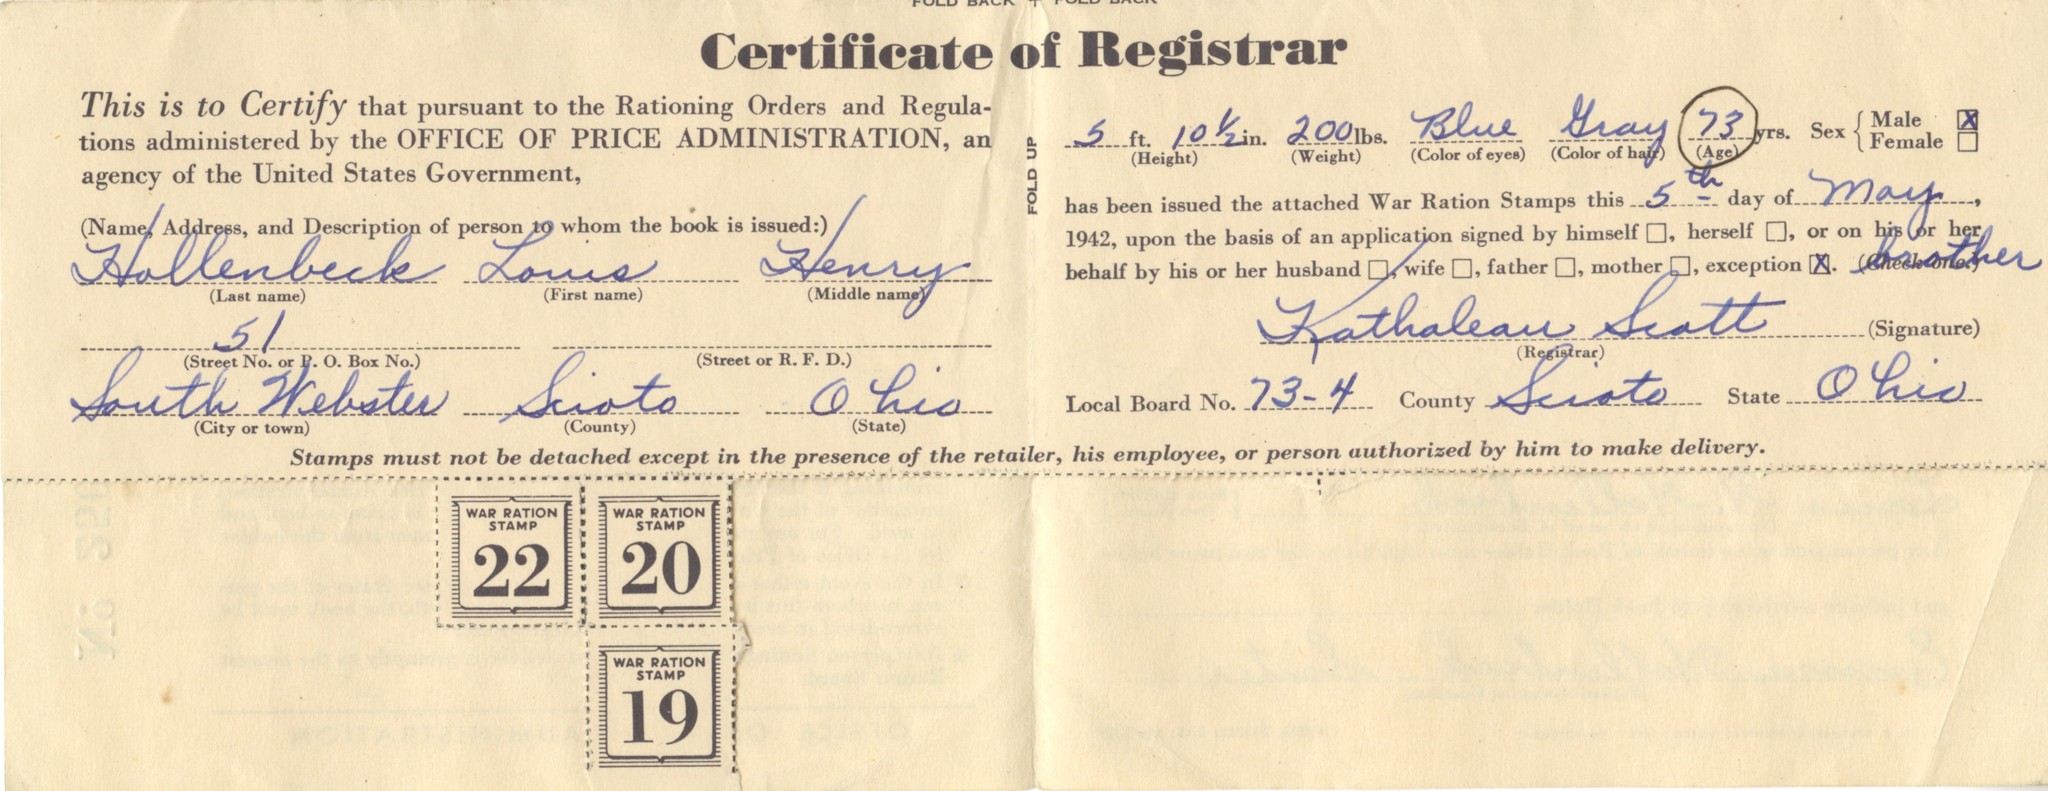 FOLD BACK + FOLD BACK
Certificate of Registrar
This is to Certify that pursuant to the Rationing Orders and Regula-
tions administered by the OFFICE OF PRICE ADMINISTRATION, an
agency of the United States Government,
(Name, Address, and Description of person to whom the book is issued:)
Hollenbeck Louis Henry
(Last name) (First name) (Middle name)
51
(Street No. or P. O. Box No.) (Street or R. F. D.)
South Webster Scioto Ohio
(City or town) (County) (State)
FOLD UP
5 ft. 10 1/2 in. 200 lbs. Blue Gray 73 yrs. Sex { Male X
Female
(Height) (Weight) (Color of eyes) (Color of hair) (Age)
has been issued the attached War Ration Stamps this 5th day of May,
1942, upon the basis of an application signed by himself □, herself □, or on his or her
behalf by his or her husband □, wife □, father □, mother □, exception X. (Check one.) brother
Kathalean Scott (Signature)
(Registrar)
Local Board No. 73-4 County Scioto State Ohio
Stamps must not be detached except in the presence of the retailer, his employee, or person authorized by him to make delivery.
WAR RATION
STAMP
22
WAR RATION
STAMP
20
WAR RATION
STAMP
19